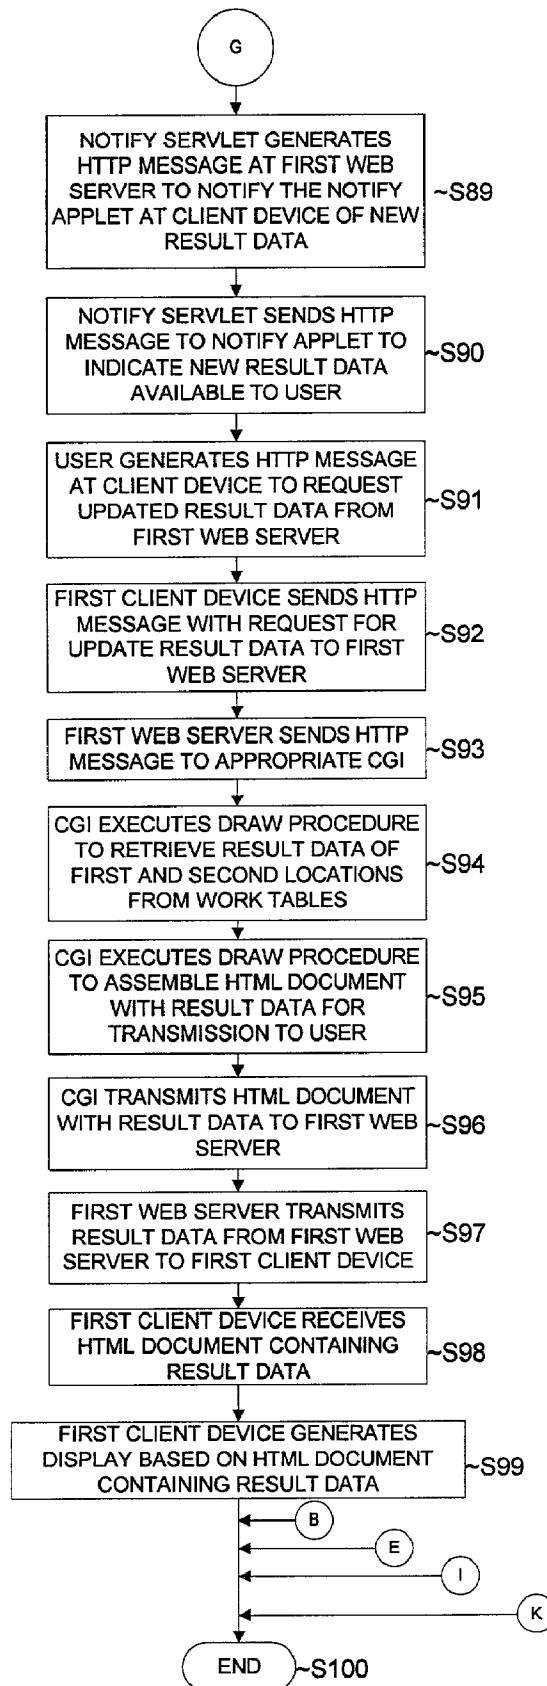 G
NOTIFY SERVLET GENERATES
HTTP MESSAGE AT FIRST WEB
SERVER TO NOTIFY THE NOTIFY
APPLET AT CLIENT DEVICE OF NEW
RESULT DATA
~S89
NOTIFY SERVLET SENDS HTTP
MESSAGE TO NOTIFY APPLET TO
INDICATE NEW RESULT DATA
AVAILABLE TO USER
~S90
USER GENERATES HTTP MESSAGE
AT CLIENT DEVICE TO REQUEST
UPDATED RESULT DATA FROM
FIRST WEB SERVER
~S91
FIRST CLIENT DEVICE SENDS HTTP
MESSAGE WITH REQUEST FOR
UPDATE RESULT DATA TO FIRST
WEB SERVER
~S92
FIRST WEB SERVER SENDS HTTP
MESSAGE TO APPROPRIATE CGI
~S93
CGI EXECUTES DRAW PROCEDURE
TO RETRIEVE RESULT DATA OF
FIRST AND SECOND LOCATIONS
FROM WORK TABLES
~S94
CGI EXECUTES DRAW PROCEDURE
TO ASSEMBLE HTML DOCUMENT
WITH RESULT DATA FOR
TRANSMISSION TO USER
~S95
CGI TRANSMITS HTML DOCUMENT
WITH RESULT DATA TO FIRST WEB
SERVER
~S96
FIRST WEB SERVER TRANSMITS
RESULT DATA FROM FIRST WEB
SERVER TO FIRST CLIENT DEVICE
~S97
FIRST CLIENT DEVICE RECEIVES
HTML DOCUMENT CONTAINING
RESULT DATA
~S98
FIRST CLIENT DEVICE GENERATES
DISPLAY BASED ON HTML DOCUMENT
CONTAINING RESULT DATA
~S99
B
E
I
K
END
~S100